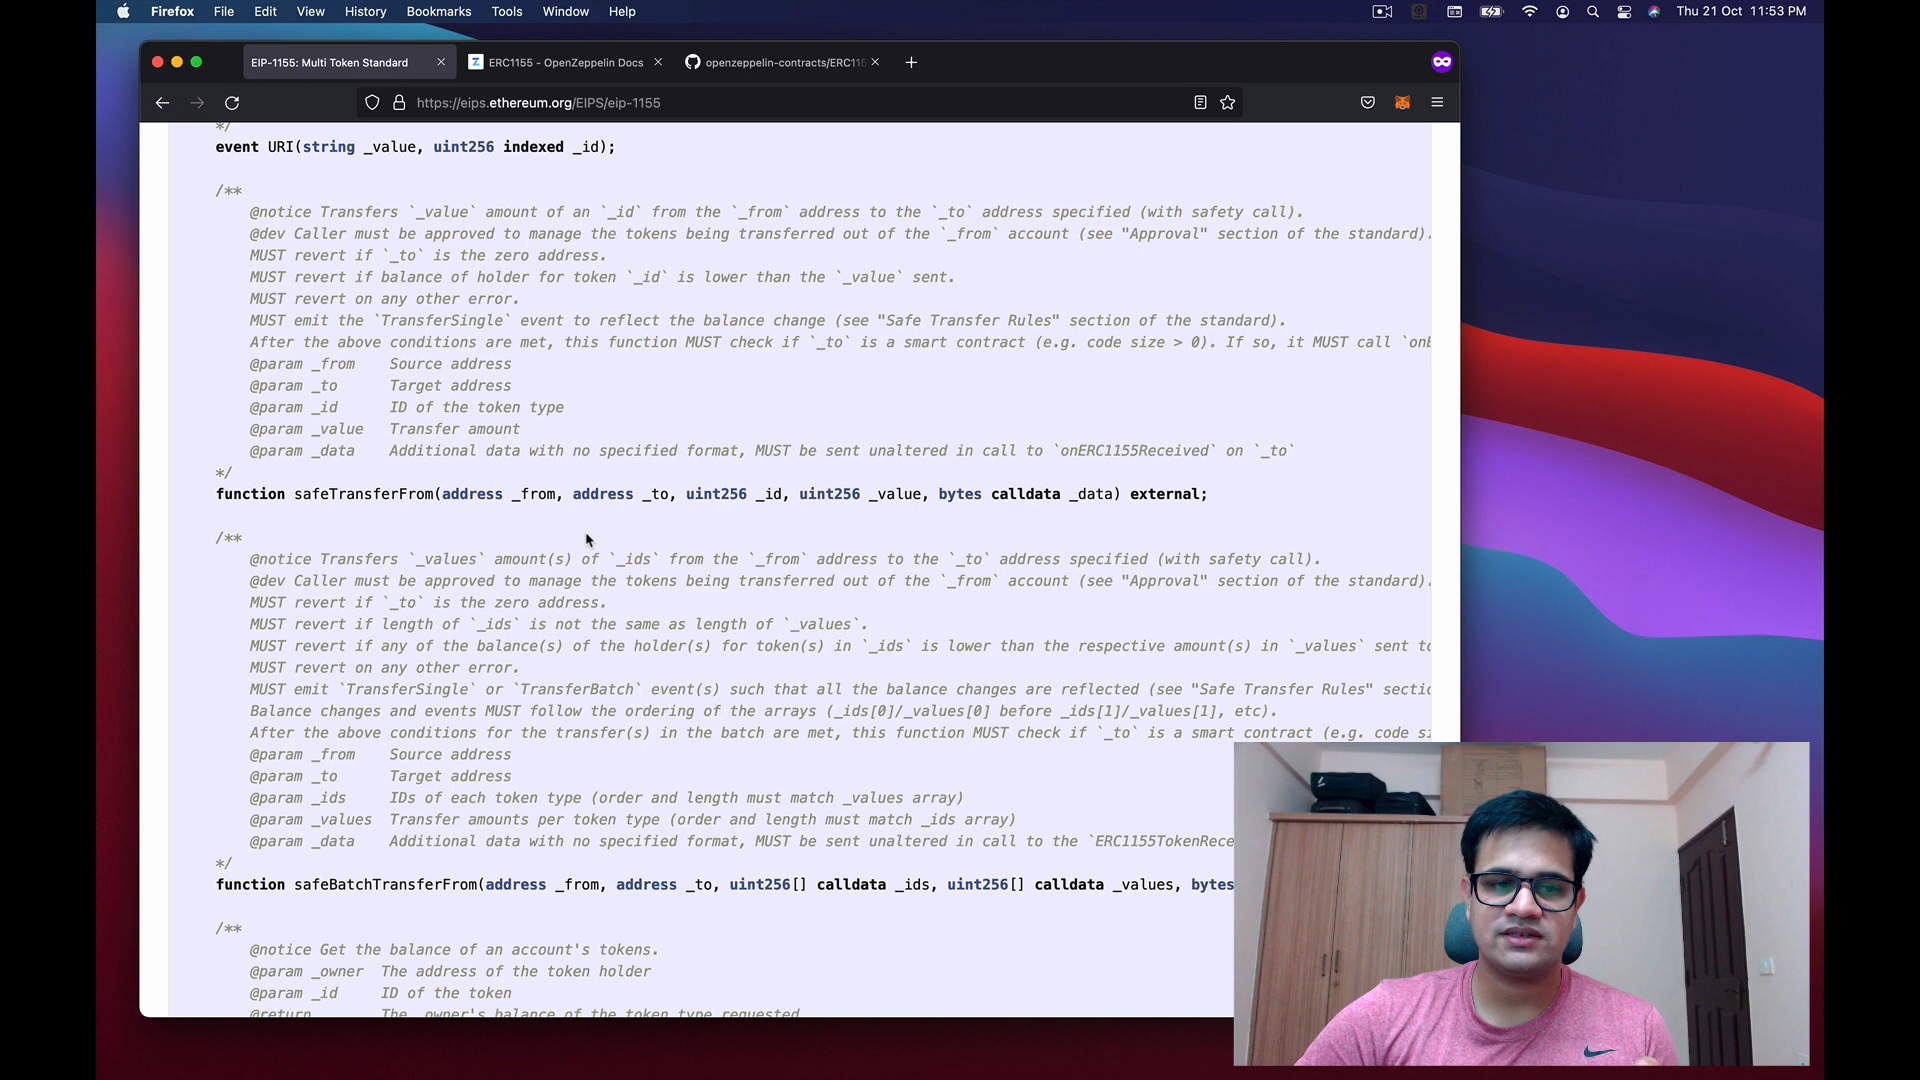 Firefox File Edit View History Bookmarks Tools Window Help Thu 21 Oct 11:53 PM
EIP-1155: Multi Token Standard ERC1155 - OpenZeppelin Docs openzeppelin-contracts/ERC115
https://eips.ethereum.org/EIPS/eip-1155
*/
event URI(string _value, uint256 indexed _id);
/**
@notice Transfers `_value` amount of an `_id` from the `_from` address to the `_to` address specified (with safety call).
@dev Caller must be approved to manage the tokens being transferred out of the `_from` account (see "Approval" section of the standard).
MUST revert if `_to` is the zero address.
MUST revert if balance of holder for token `_id` is lower than the `_value` sent.
MUST revert on any other error.
MUST emit the `TransferSingle` event to reflect the balance change (see "Safe Transfer Rules" section of the standard).
After the above conditions are met, this function MUST check if `_to` is a smart contract (e.g. code size > 0). If so, it MUST call
@param _from Source address
@param _to Target address
@param _id ID of the token type
@param _value Transfer amount
@param _data Additional data with no specified format, MUST be sent unaltered in call to `onERC1155Received` on `_to`
*/
function safeTransferFrom(address _from, address _to, uint256 _id, uint256 _value, bytes calldata _data) external;
/**
@notice Transfers `_values` amount(s) of `_ids` from the `_from` address to the `_to` address specified (with safety call).
@dev Caller must be approved to manage the tokens being transferred out of the `_from` account (see "Approval" section of the standard).
MUST revert if `_to` is the zero address.
MUST revert if length of `_ids` is not the same as length of `_values`.
MUST revert if any of the balance(s) of the holder(s) for token(s) in `_ids` is lower than the respective amount(s) in `_values` sent
MUST revert on any other error.
MUST emit `TransferSingle` or `TransferBatch` event(s) such that all the balance changes are reflected (see "Safe Transfer Rules"
Balance changes and events MUST follow the ordering of the arrays (_ids[0]/_values[0] before _ids[1]/_values[1], etc).
After the above conditions for the transfer(s) in the batch are met, this function MUST check if `_to` is a smart contract (e.g. code
@param _from Source address
@param _to Target address
@param _ids IDs of each token type (order and length must match _values array)
@param _values Transfer amounts per token type (order and length must match _ids array)
@param _data Additional data with no specified format, MUST be sent unaltered in call to the `ERC1155TokenRece
*/
function safeBatchTransferFrom(address _from, address _to, uint256[] calldata _ids, uint256[] calldata _values, bytes
/**
@notice Get the balance of an account's tokens.
@param _owner The address of the token holder
@param _id ID of the token
@return The _owner's balance of the token type requested